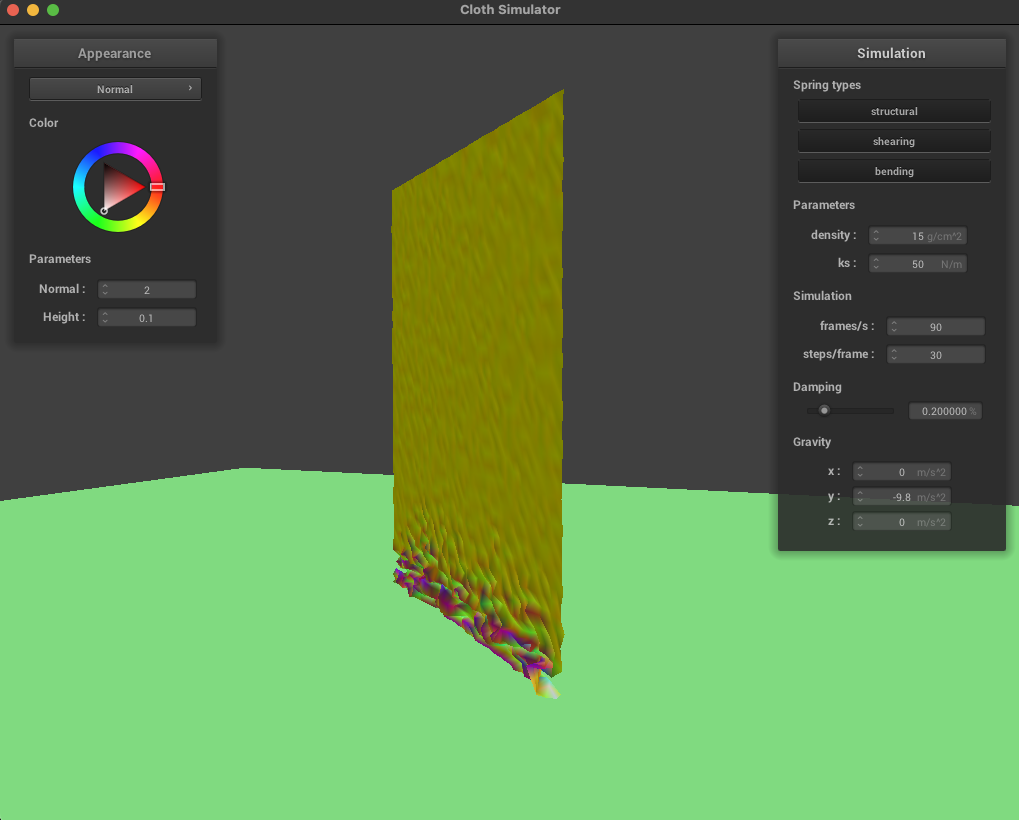 Cloth Simulator
Appearance
Normal
Color
Parameters
Normal : 2
Height : 0.1
Simulation
Spring types
structural
shearing
bending
Parameters
density : 15 g/cm^2
ks : 50 N/m
Simulation
frames/s : 90
steps/frame : 30
Damping
0.200000 %
Gravity
x : 0 m/s^2
y : -9.8 m/s^2
z : 0 m/s^2